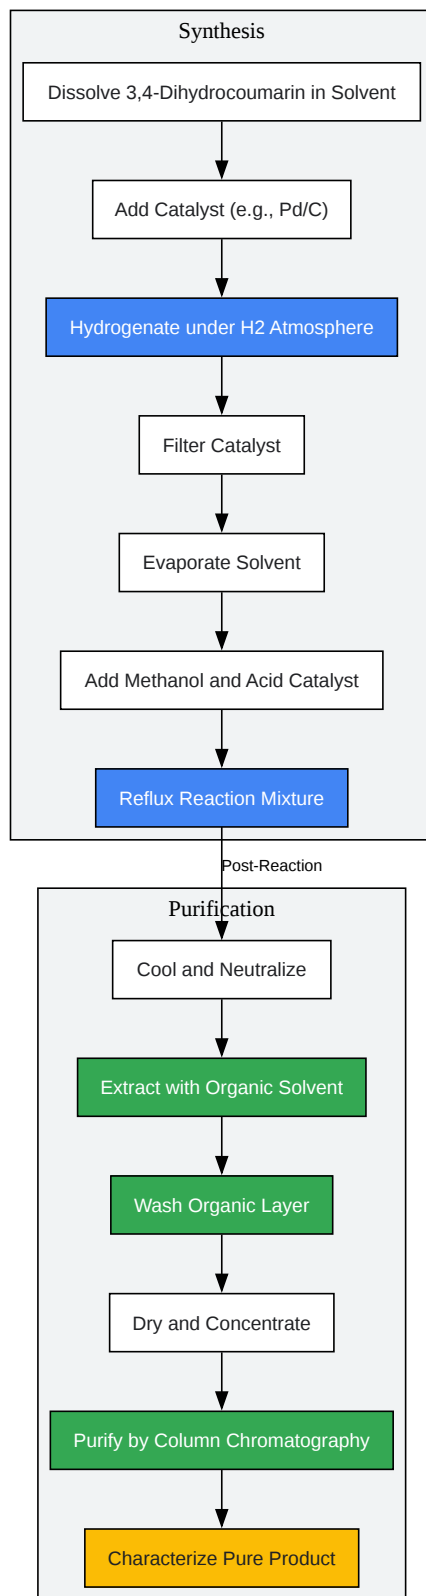 Synthesis
Dissolve 3,4-Dihydrocoumarin in Solvent
Add Catalyst (e.g., Pd/C)
Hydrogenate under H2 Atmosphere
Filter Catalyst
Evaporate Solvent
Add Methanol and Acid Catalyst
Reflux Reaction Mixture
Post-Reaction
Purification
Cool and Neutralize
Extract with Organic Solvent
Wash Organic Layer
Dry and Concentrate
Purify by Column Chromatography
Characterize Pure Product